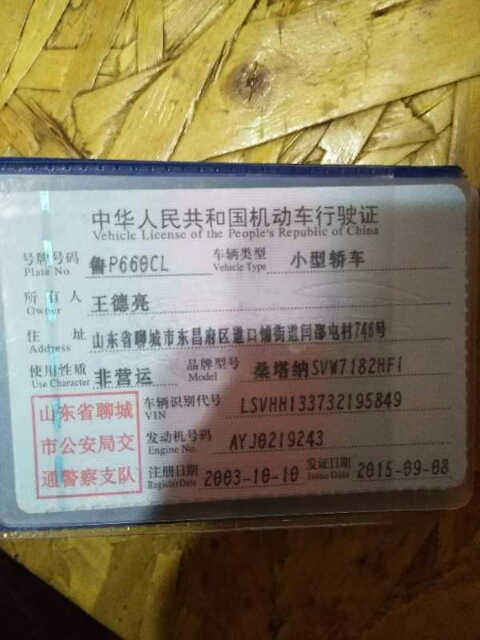 中华人民共和国机动车行驶证
Vehicle License of the People's Republic of China
号牌号码 鲁P660CL 车辆类型 小型轿车
Plate No. Vehicle Type
所有人 王德亮
Owner
住址 山东省聊城市东昌府区道口铺街道闫邵屯村746号
Address
使用性质 非营运 品牌型号 桑塔纳SVW7182HFi
Use Character Model
山东省聊城
市公安局交
通警察支队
车辆识别代号 LSVHH133732195849
VIN
发动机号码 AYJ0219243
Engine No.
注册日期 2003-10-10 发证日期 2015-09-08
Register Date Issue Date